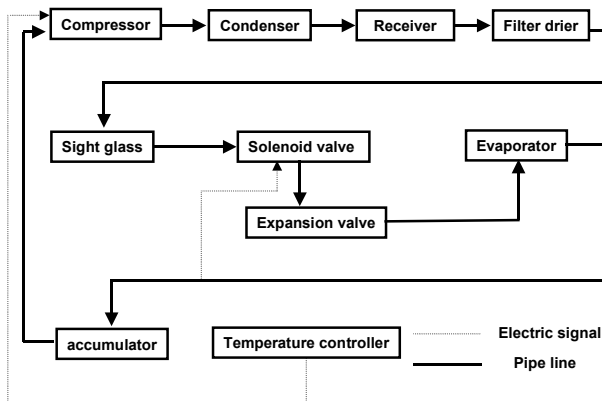 Compressor
Condenser
Receiver
Filter drier
Sight glass
Solenoid valve
Evaporator
Expansion valve
accumulator
Temperature controller
Electric signal
Pipe line